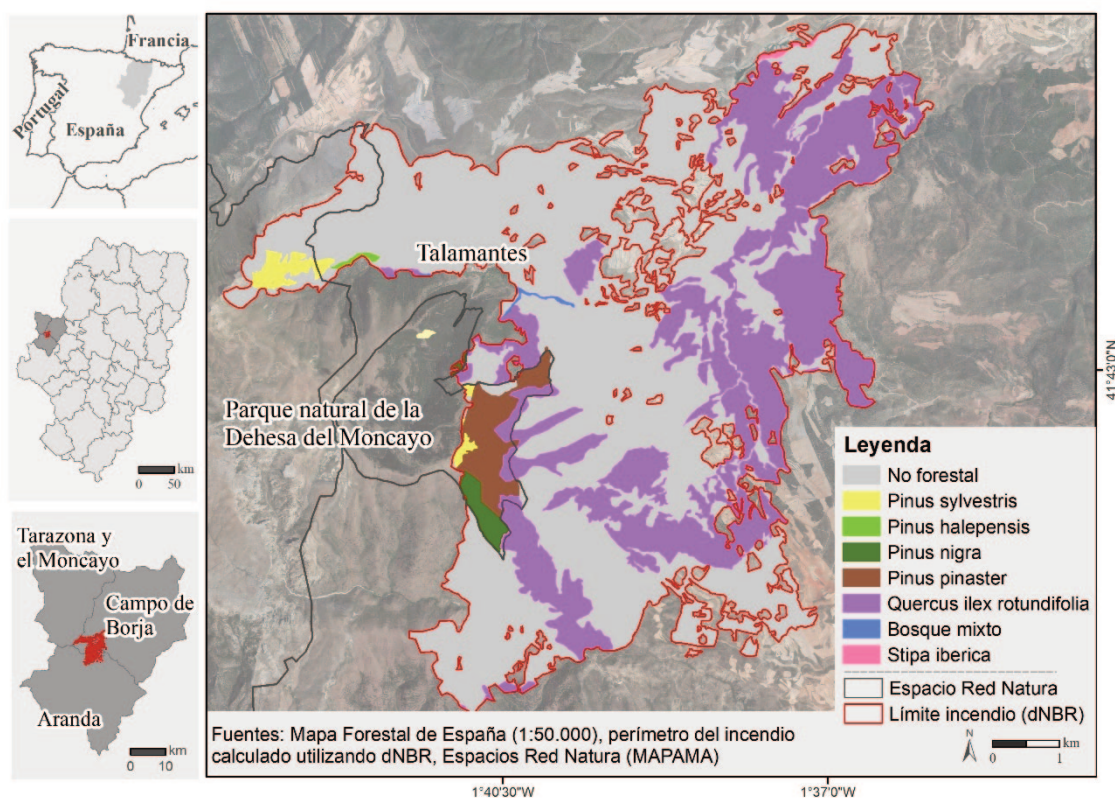 Francia
Portugal
España
km
0 50
Tarazona y
el Moncayo
Campo de
Borja
Aranda
km
0 10
Talamantes
Parque natural de la
Dehesa del Moncayo
41°43'0"N
Leyenda
No forestal
Pinus sylvestris
Pinus halepensis
Pinus nigra
Pinus pinaster
Quercus ilex rotundifolia
Bosque mixto
Stipa iberica
Espacio Red Natura
Límite incendio (dNBR)
N
km
0 1
Fuentes: Mapa Forestal de España (1:50.000), perímetro del incendio
calculado utilizando dNBR, Espacios Red Natura (MAPAMA)
1°40'30"W 1°37'0"W